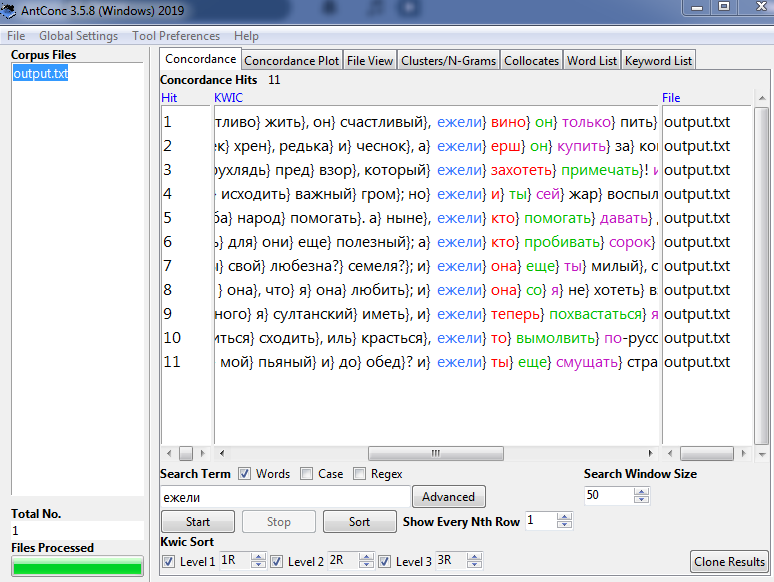 AntConc 3.5.8 (Windows) 2019
File Global Settings Tool Preferences Help
Corpus Files
output.txt
Concordance Concordance Plot File View Clusters/N-Grams Collocates Word List Keyword List
Concordance Hits 11
Hit KWIC File
1 тливо} жить}, он} счастливый}, ежели} вино} он} только} пить} output.txt
2 ек} хрен}, редька} и} чеснок}, а} ежели} ерш} он} купить} за} output.txt
3 рухлядь} пред} взор}, который} ежели} захотеть} примечать}! output.txt
4 исходить} важный} гром}; но} ежели} и} ты} сей} жар} output.txt
5 ба} народ} помогать}. а} ныне}, ежели} кто} помогать} давать} output.txt
6 ь} для} они} еще} полезный}; а} ежели} кто} пробивать} сорок} output.txt
7 } свой} любезна?} семеля?}; и} ежели} она} еще} ты} милый}, с output.txt
8 } она}, что} я} она} любить}; и} ежели} она} со} я} не} хотеть} в output.txt
9 ного} я} султанский} иметь}, и} ежели} теперь} похвастаться} я output.txt
10 иться} сходить}, иль} красться}, ежели} то} вымолвить} по-русс output.txt
11 мой} пьяный} и} до} обед}? и} ежели} ты} еще} смущать} стра output.txt
Search Term Words Case Regex Search Window Size
ежели Advanced 50
Start Stop Sort Show Every Nth Row 1
Total No.
1
Files Processed
Kwic Sort
Level 1 1R Level 2 2R Level 3 3R Clone Results